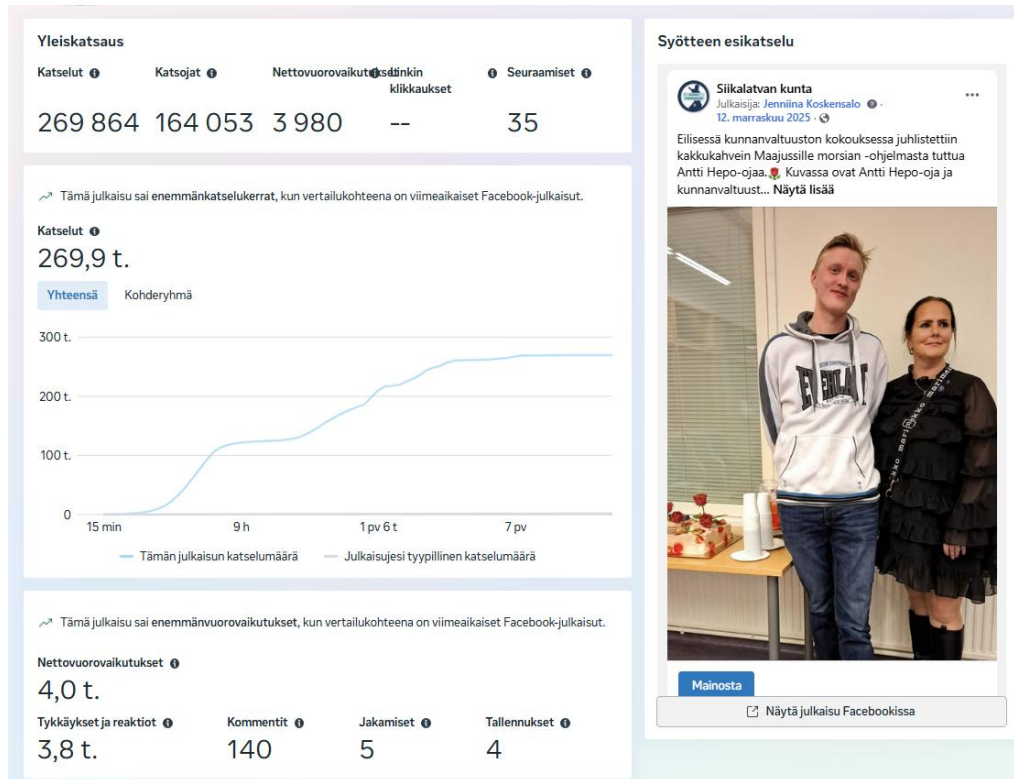 Yleiskatsaus
Katselut
Katsojat
Nettovuorovaikutukset
Linkin klikkaukset
Seuraamiset
269 864
164 053
3 980
--
35
Tämä julkaisu sai enemmänkatselukerrat, kun vertailukohteena on viimeaikaiset Facebook-julkaisut.
Katselut
269,9 t.
Yhteensä
Kohderyhmä
300 t.
200 t.
100 t.
0
15 min
9 h
1 pv 6 t
7 pv
Tämän julkaisun katselumäärä
Julkaisujesi tyypillinen katselumäärä
Tämä julkaisu sai enemmänvuorovaikutukset, kun vertailukohteena on viimeaikaiset Facebook-julkaisut.
Nettovuorovaikutukset
4,0 t.
Tykkäykset ja reaktiot
Kommentit
Jakamiset
Tallennukset
3,8 t.
140
5
4
Syötteen esikatselu
Siikalatvan kunta
Julkaisija: Jenniina Koskensalo
12. marraskuu 2025
Eilisessä kunnanvaltuuston kokouksessa juhlistettiin
kakkukahvein Maajussille morsian -ohjelmasta tuttua
Antti Hepo-ojaa. Kuvassa ovat Antti Hepo-oja ja
kunnanvaltuust... Näytä lisää
EVERLAST
marimekko
Mainosta
Näytä julkaisu Facebookissa